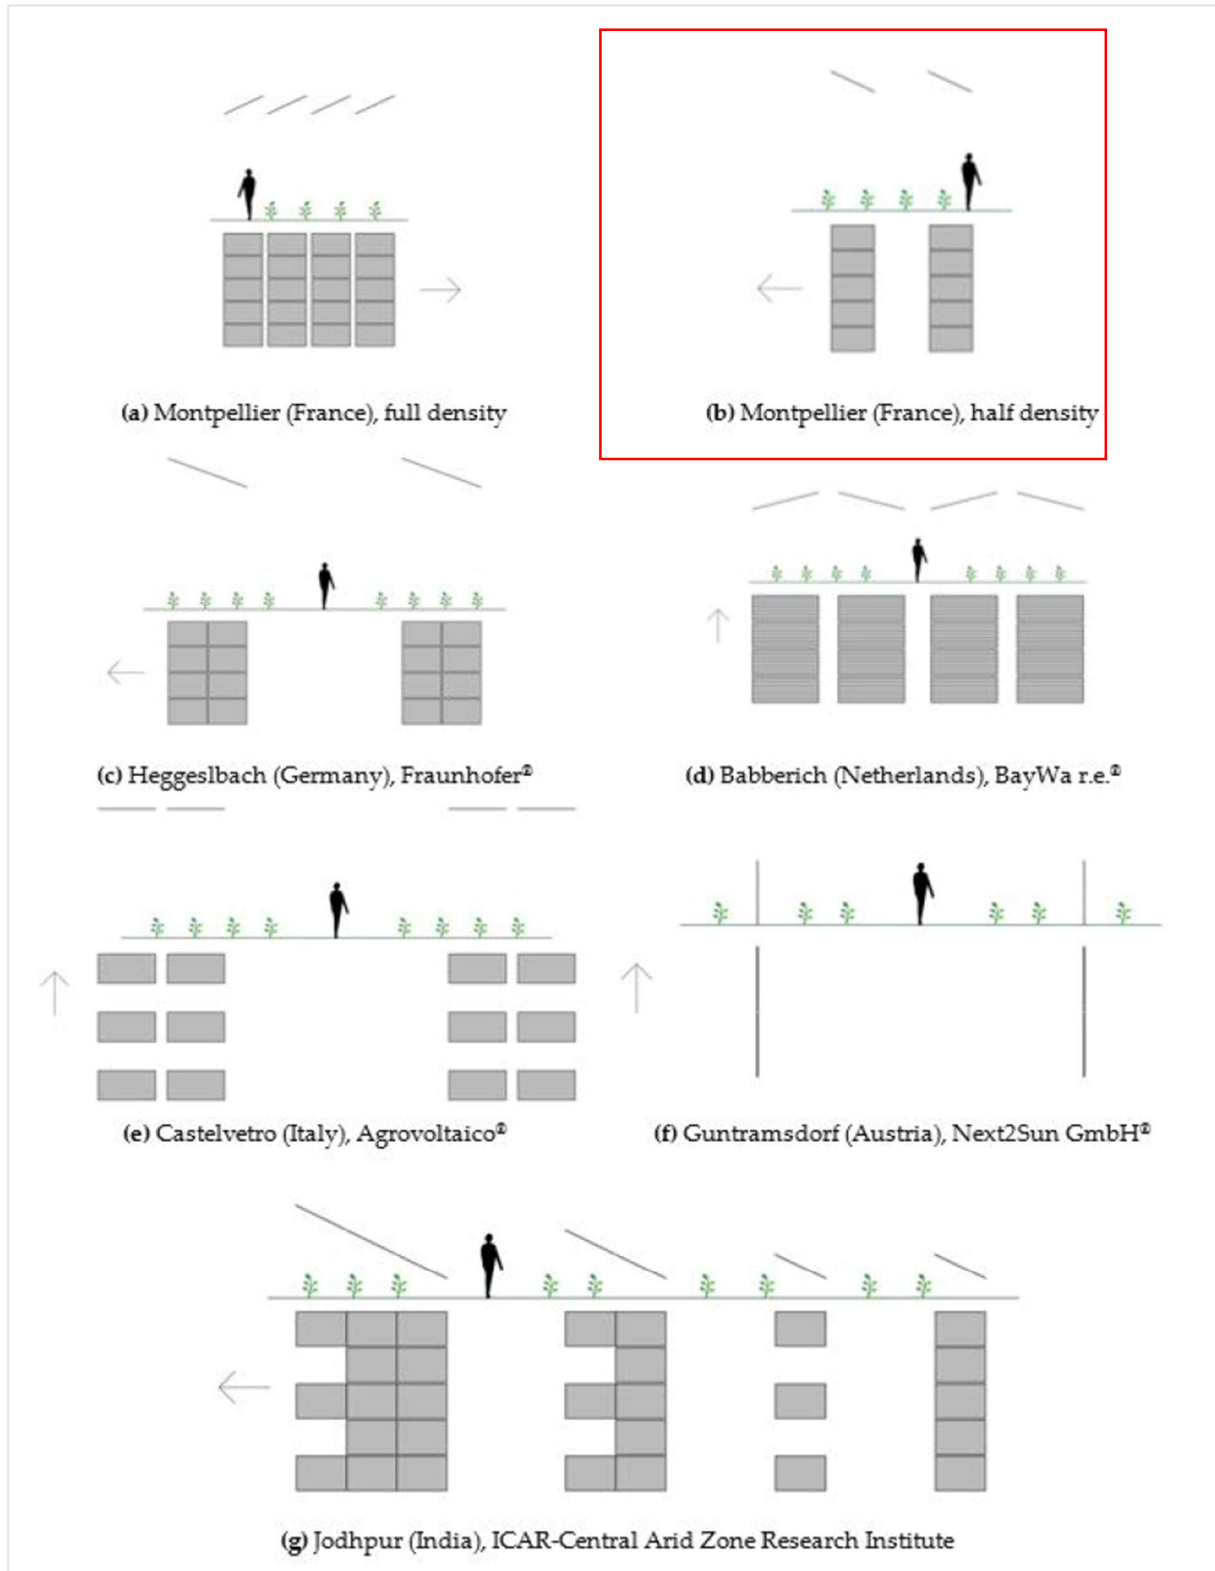 (a) Montpellier (France), full density
(b) Montpellier (France), half density
(c) Heggeslbach (Germany), Fraunhofer®
(d) Babberich (Netherlands), BayWa r.e.®
(e) Castelvetro (Italy), Agrovoltaico®
(f) Guntramsdorf (Austria), Next2Sun GmbH®
(g) Jodhpur (India), ICAR-Central Arid Zone Research Institute